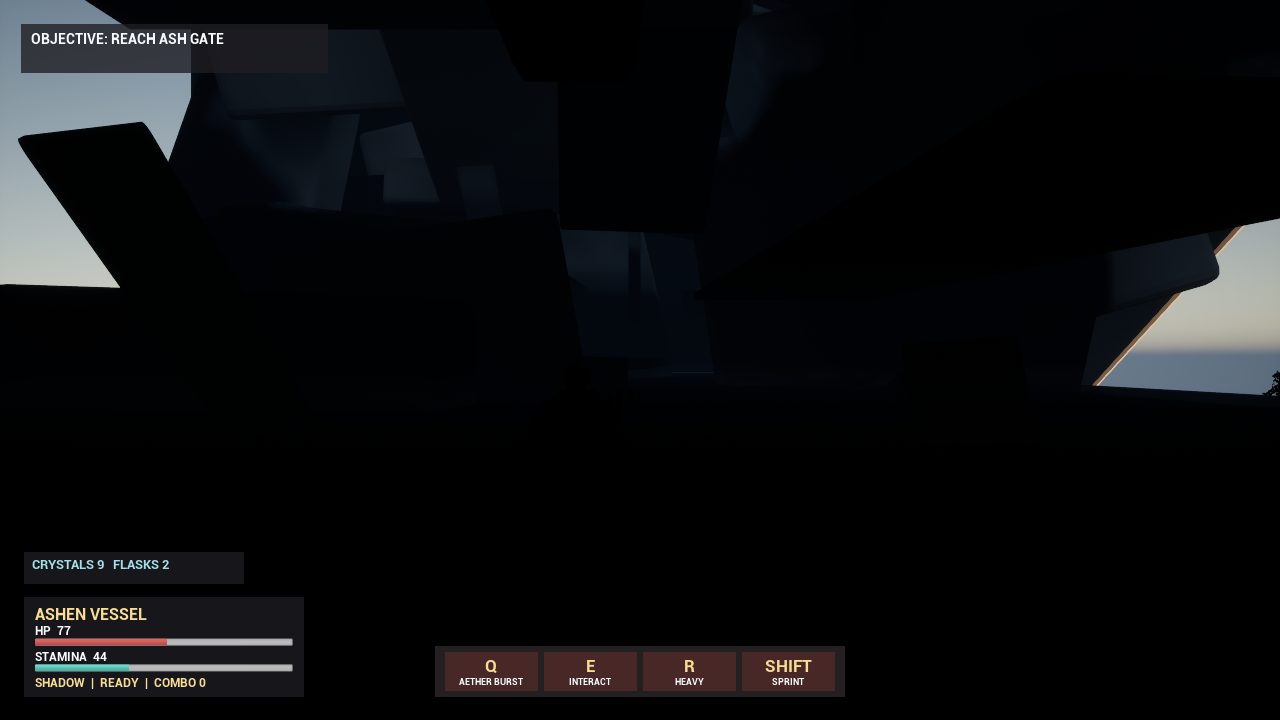 OBJECTIVE: REACH ASH GATE
CRYSTALS 9 FLASKS 2
ASHEN VESSEL
HP 77
STAMINA 44
SHADOW | READY | COMBO 0
Q
AETHER BURST
E
INTERACT
R
HEAVY
SHIFT
SPRINT